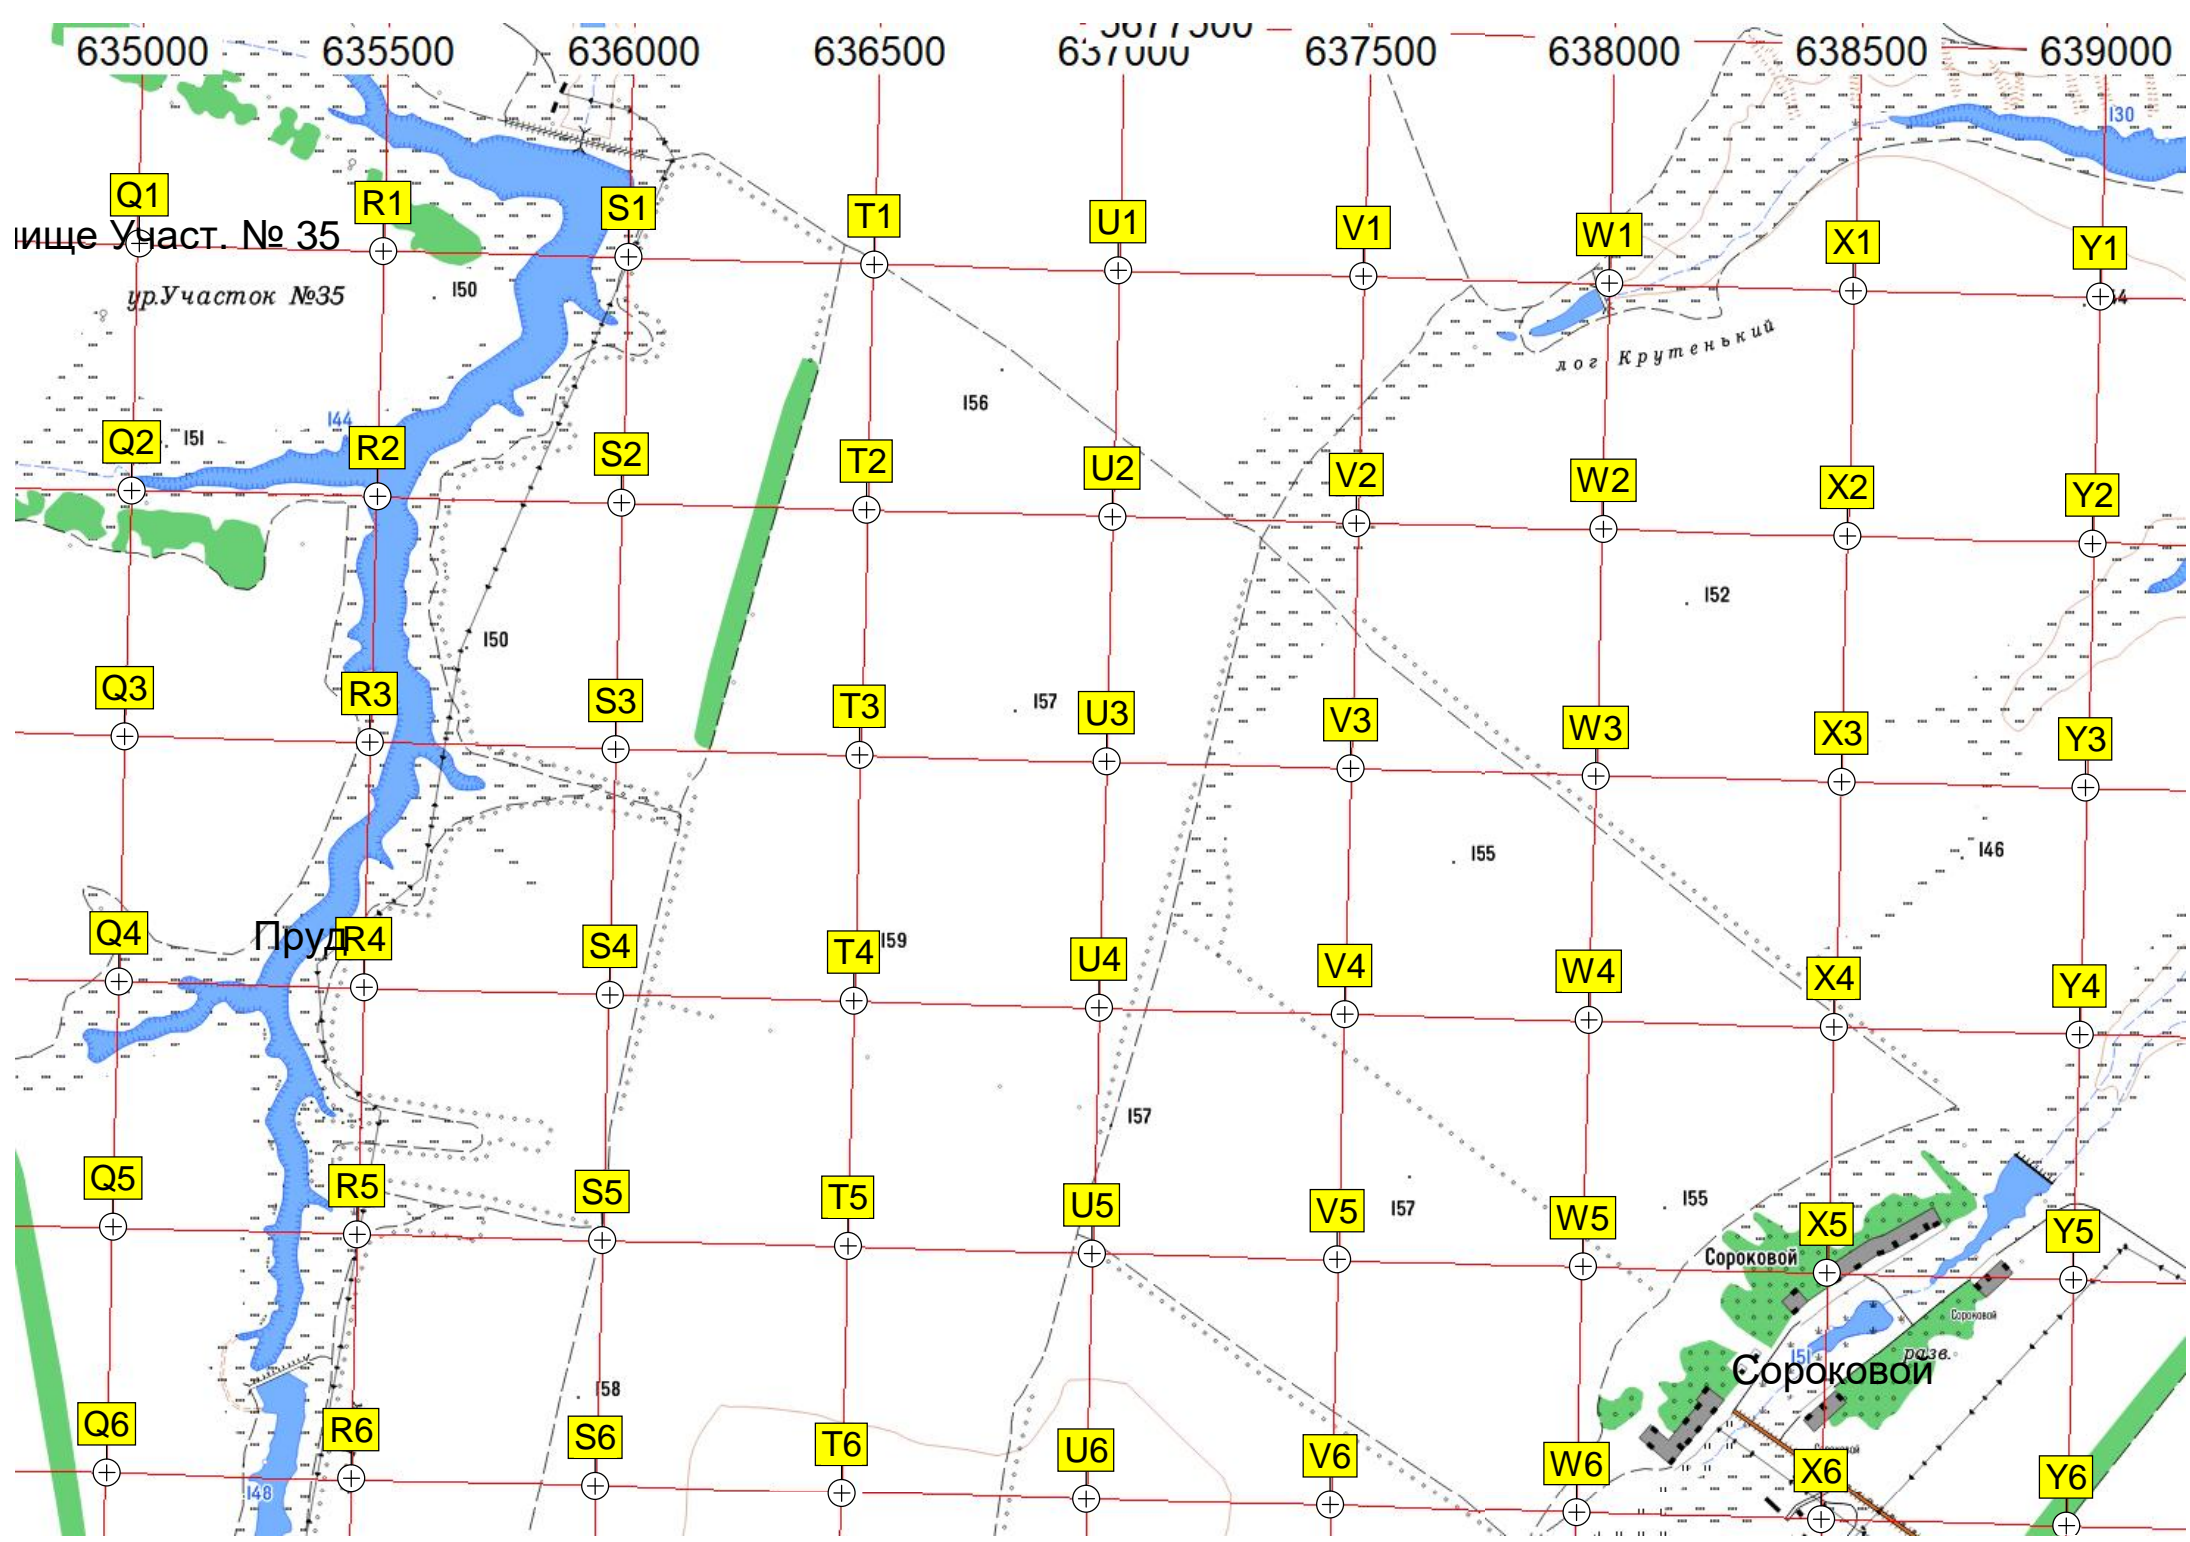 635000 635500 636000 636500 637000 637500 638000 638500 639000
130
Q1 R1 S1 T1 U1 V1 W1 X1 Y1
Участ. № 35
ур.Участок №35
150
лог Крутенький
156
144
151
Q2 R2 S2 T2 U2 V2 W2 X2 Y2
152
150
157
Q3 R3 S3 T3 U3 V3 W3 X3 Y3
155
146
Пруд
159
Q4 R4 S4 T4 U4 V4 W4 X4 Y4
157
157
155
Q5 R5 S5 T5 U5 V5 W5 X5 Y5
Сороковой
Сороковой
151
разв.
Сороковой
158
Q6 R6 S6 T6 U6 V6 W6 X6 Y6
148